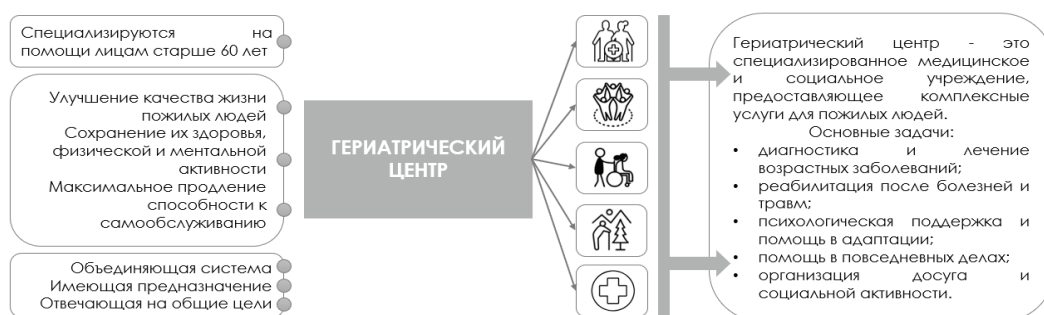 Специализируются на
помощи лицам старше 60 лет
Улучшение качества жизни
пожилых людей
Сохранение их здоровья,
физической и ментальной
активности
Максимальное продление
способности к
самообслуживанию
Объединяющая система
Имеющая предназначение
Отвечающая на общие цели
ГЕРИАТРИЧЕСКИЙ
ЦЕНТР
Гериатрический центр - это
специализированное медицинское
и социальное учреждение,
предоставляющее комплексные
услуги для пожилых людей.
Основные задачи:
• диагностика и лечение
возрастных заболеваний;
• реабилитация после болезней и
травм;
• психологическая поддержка и
помощь в адаптации;
• помощь в повседневных делах;
• организация досуга и
социальной активности.